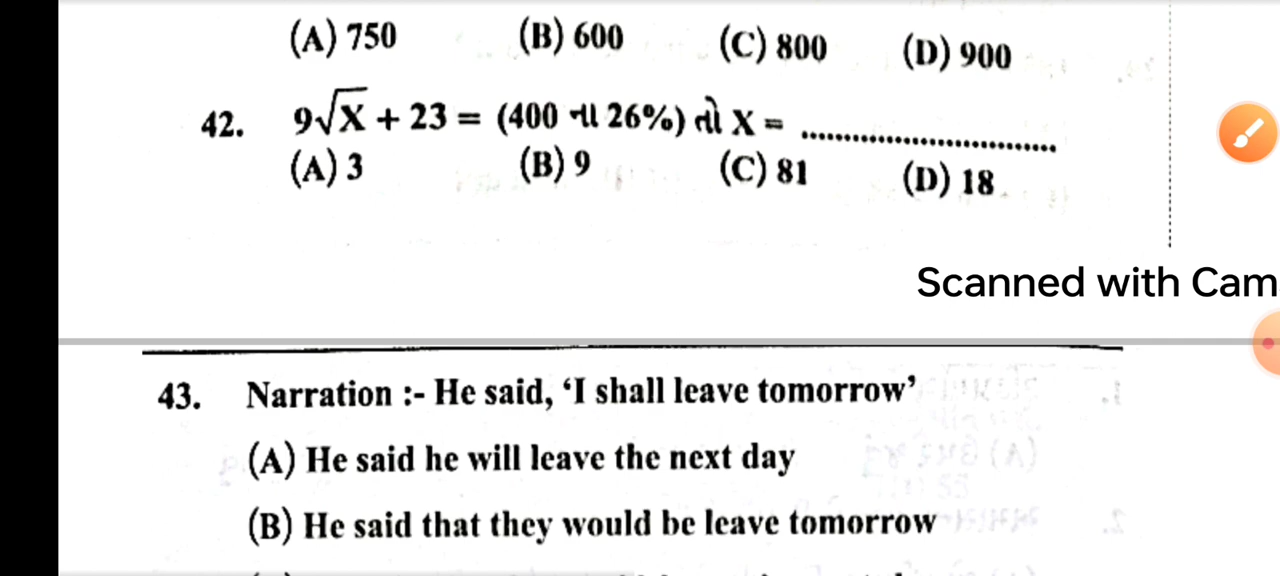 (A) 750 (B) 600 (C) 800 (D) 900
42. 9√x + 23 = (400 ના 26%) તો X = ........................................
(A) 3 (B) 9 (C) 81 (D) 18
Scanned with Cam
43. Narration :- He said, ‘I shall leave tomorrow’
(A) He said he will leave the next day
(B) He said that they would be leave tomorrow